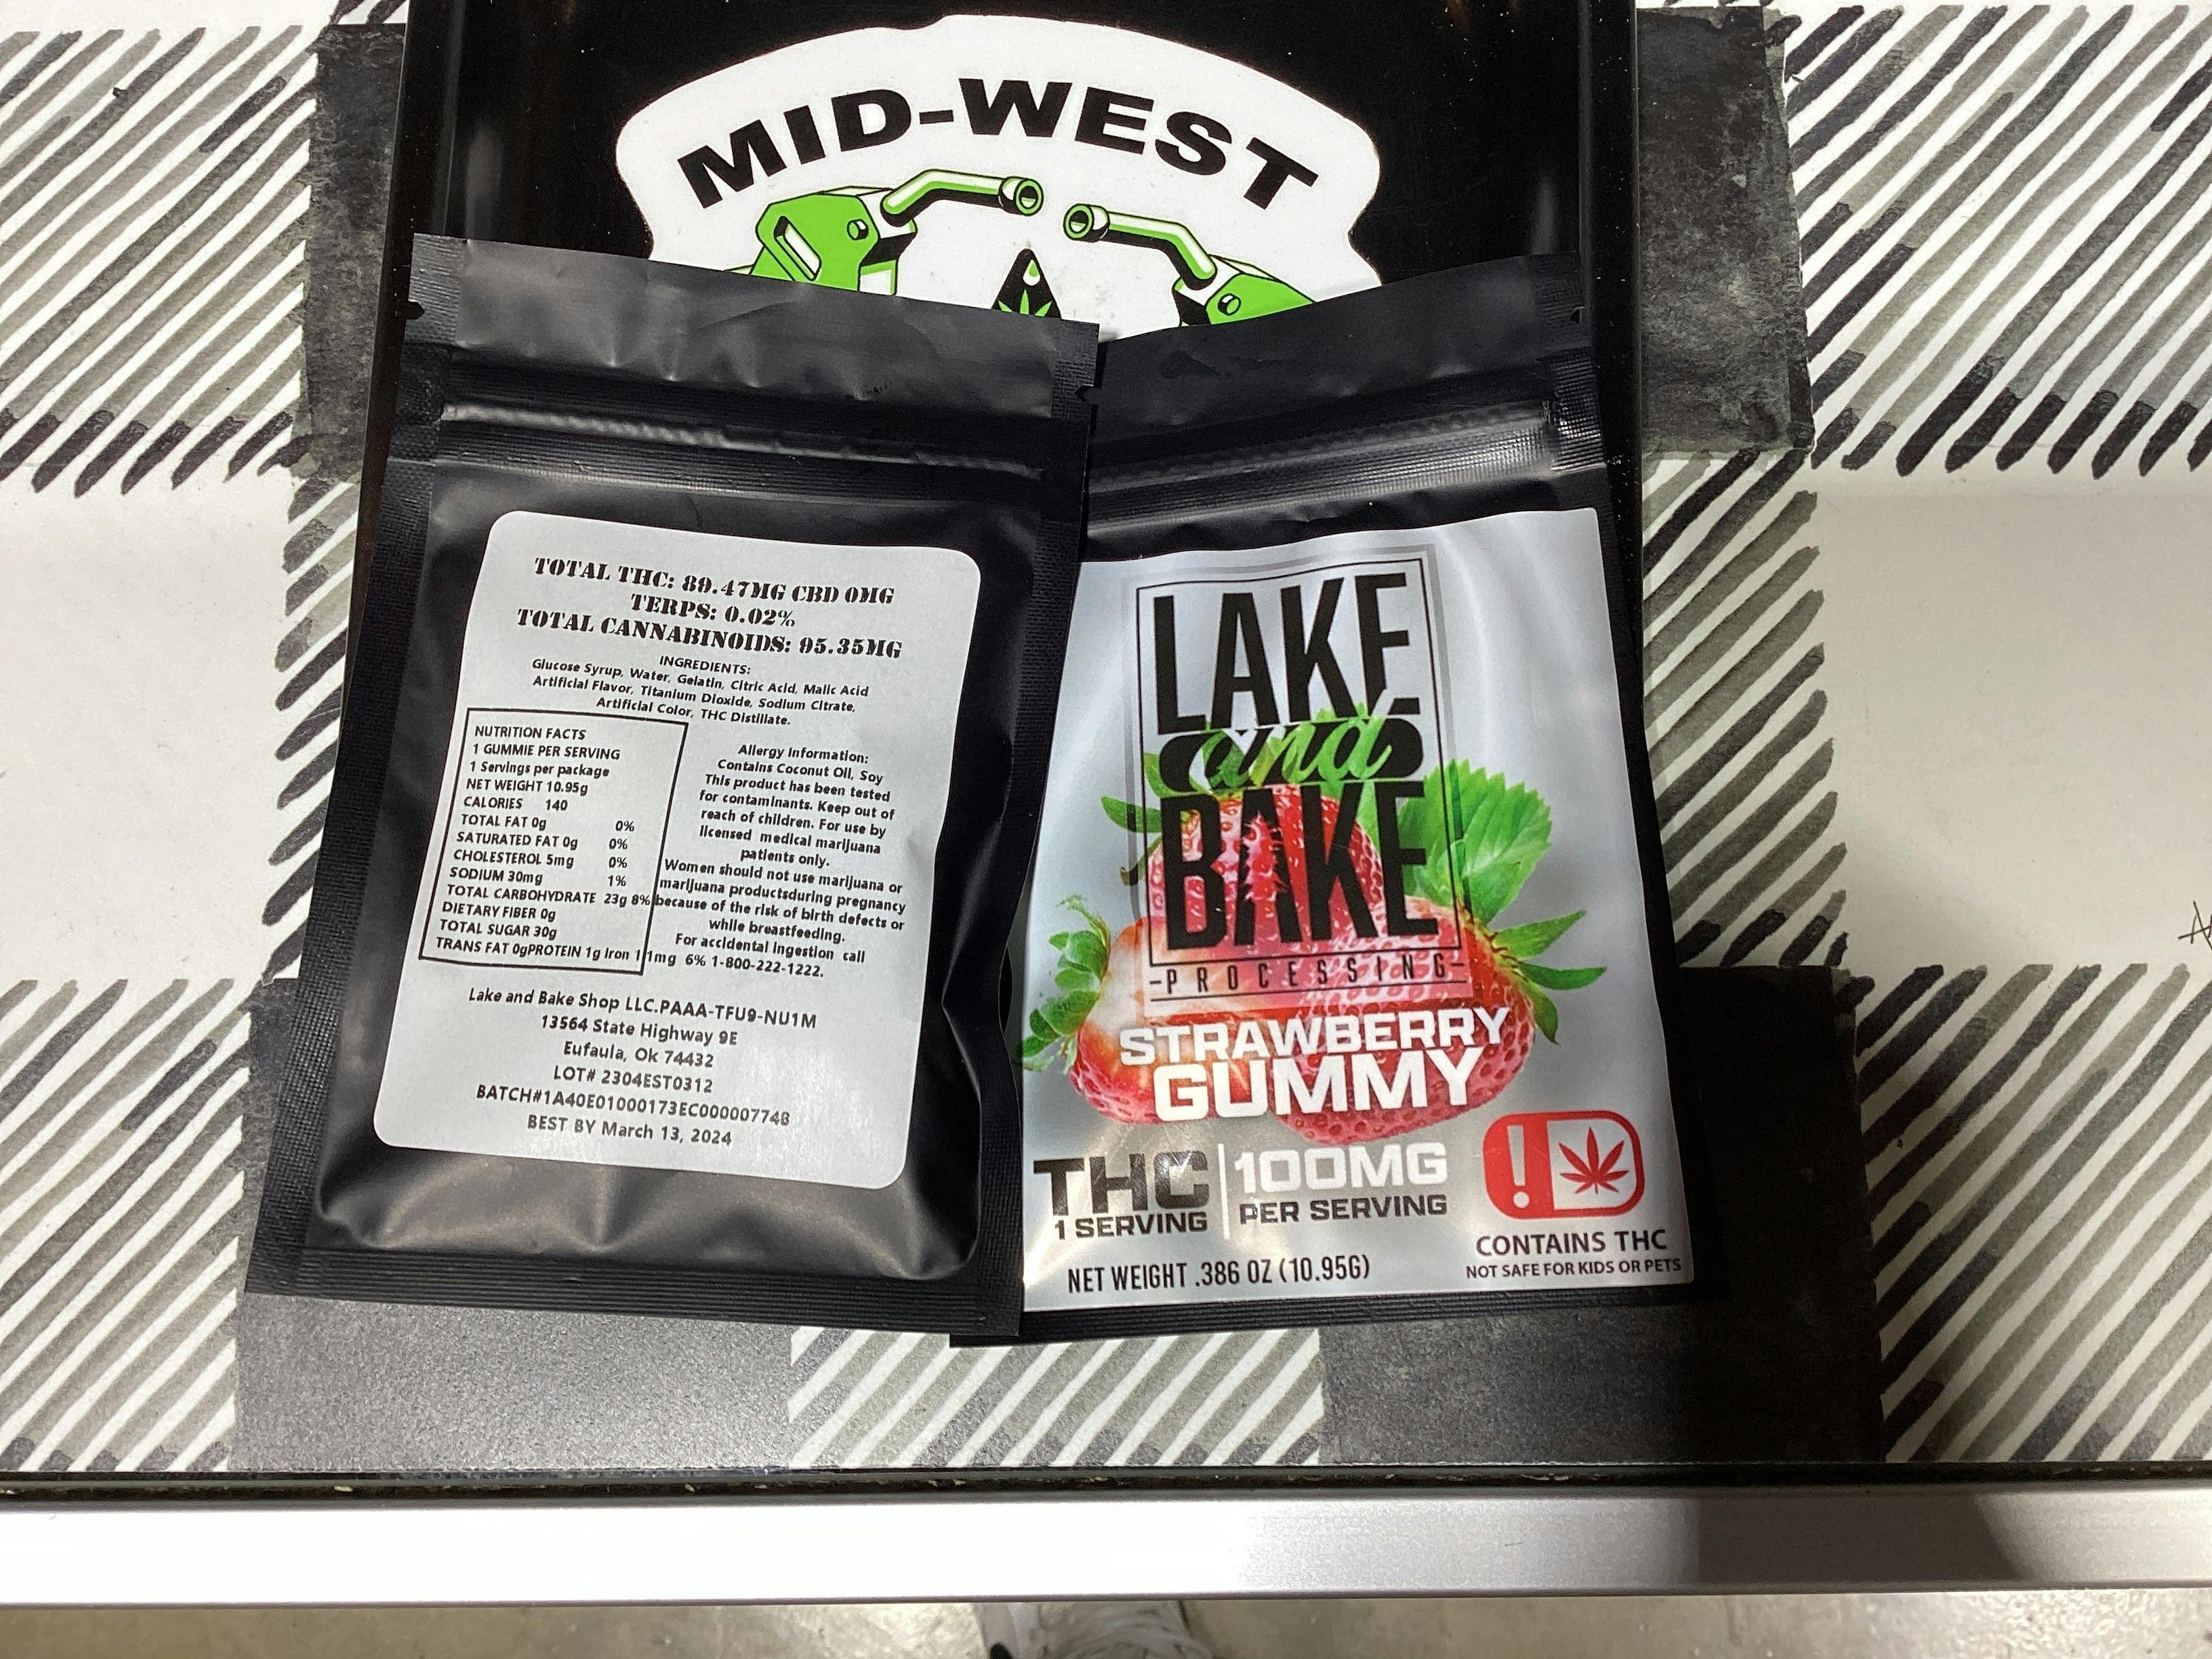 MID-WEST
TOTAL THC: 89.47MG CBD 0MG
TERPS: 0.02%
TOTAL CANNABINOIDS: 95.35MG
INGREDIENTS:
Glucose Syrup, Water, Gelatin, Citric Acid, Malic Acid
Artificial Flavor, Titanium Dioxide, Sodium Citrate,
Artificial Color, THC Distillate.
NUTRITION FACTS
1 GUMMIE PER SERVING
1 Servings per package
NET WEIGHT 10.95g
CALORIES 140
TOTAL FAT 0g 0%
SATURATED FAT 0g 0%
CHOLESTEROL 5mg 0%
SODIUM 30mg 1%
TOTAL CARBOHYDRATE 23g 8%
DIETARY FIBER 0g
TOTAL SUGAR 30g
TRANS FAT 0gPROTEIN 1g Iron 1 1mg 6%
Allergy Information:
Contains Coconut Oil, Soy
This product has been tested
for contaminants. Keep out of
reach of children. For use by
licensed medical marijuana
patients only.
Women should not use marijuana or
marijuana productsduring pregnancy
because of the risk of birth defects or
while breastfeeding.
For accidental ingestion call
1-800-222-1222.
Lake and Bake Shop LLC.PAAA-TFU9-NU1M
13564 State Highway 9E
Eufaula, Ok 74432
LOT# 2304EST0312
BATCH#1A40E01000173EC000007748
BEST BY March 13, 2024
LAKE
and
BAKE
-PROCESSING-
STRAWBERRY
GUMMY
THC
1 SERVING
100MG
PER SERVING
!
CONTAINS THC
NOT SAFE FOR KIDS OR PETS
NET WEIGHT .386 OZ (10.95G)